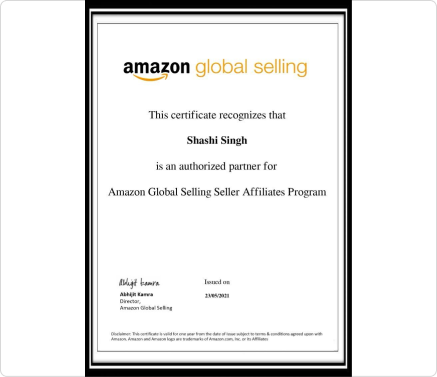 amazon global selling
This certificate recognizes that
Shashi Singh
is an authorized partner for
Amazon Global Selling Seller Affiliates Program
Abhijit Kamra
Issued on
Abhijit Kamra
23/05/2021
Director,
Amazon Global Selling
Disclaimer: This certificate is valid for one year from the date of issue subject to terms & conditions agreed upon with
Amazon. Amazon and Amazon logo are trademarks of Amazon.com, Inc. or its Affiliates